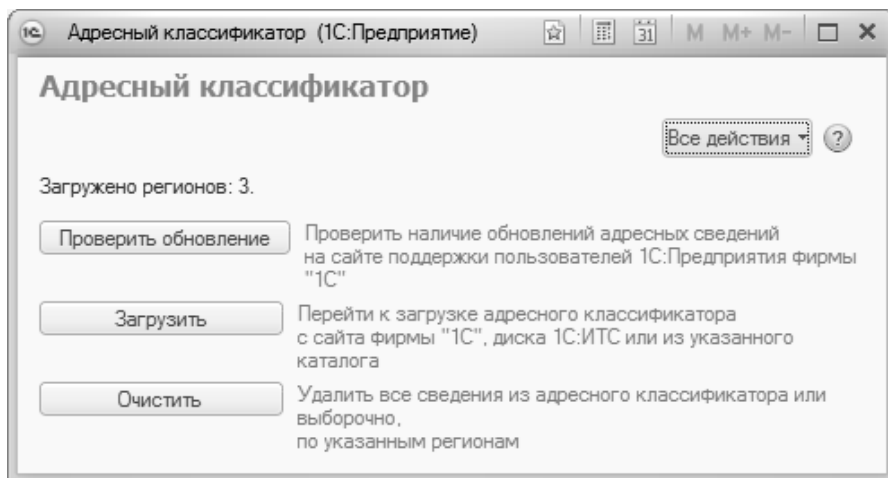 1С Адресный классификатор (1С:Предприятие) 31 M M+ M-
Адресный классификатор
Все действия ?
Загружено регионов: 3.
Проверить обновление Проверить наличие обновлений адресных сведений
на сайте поддержки пользователей 1С:Предприятия фирмы
"1С"
Загрузить Перейти к загрузке адресного классификатора
с сайта фирмы "1С", диска 1С:ИТС или из указанного
каталога
Очистить Удалить все сведения из адресного классификатора или
выборочно,
по указанным регионам